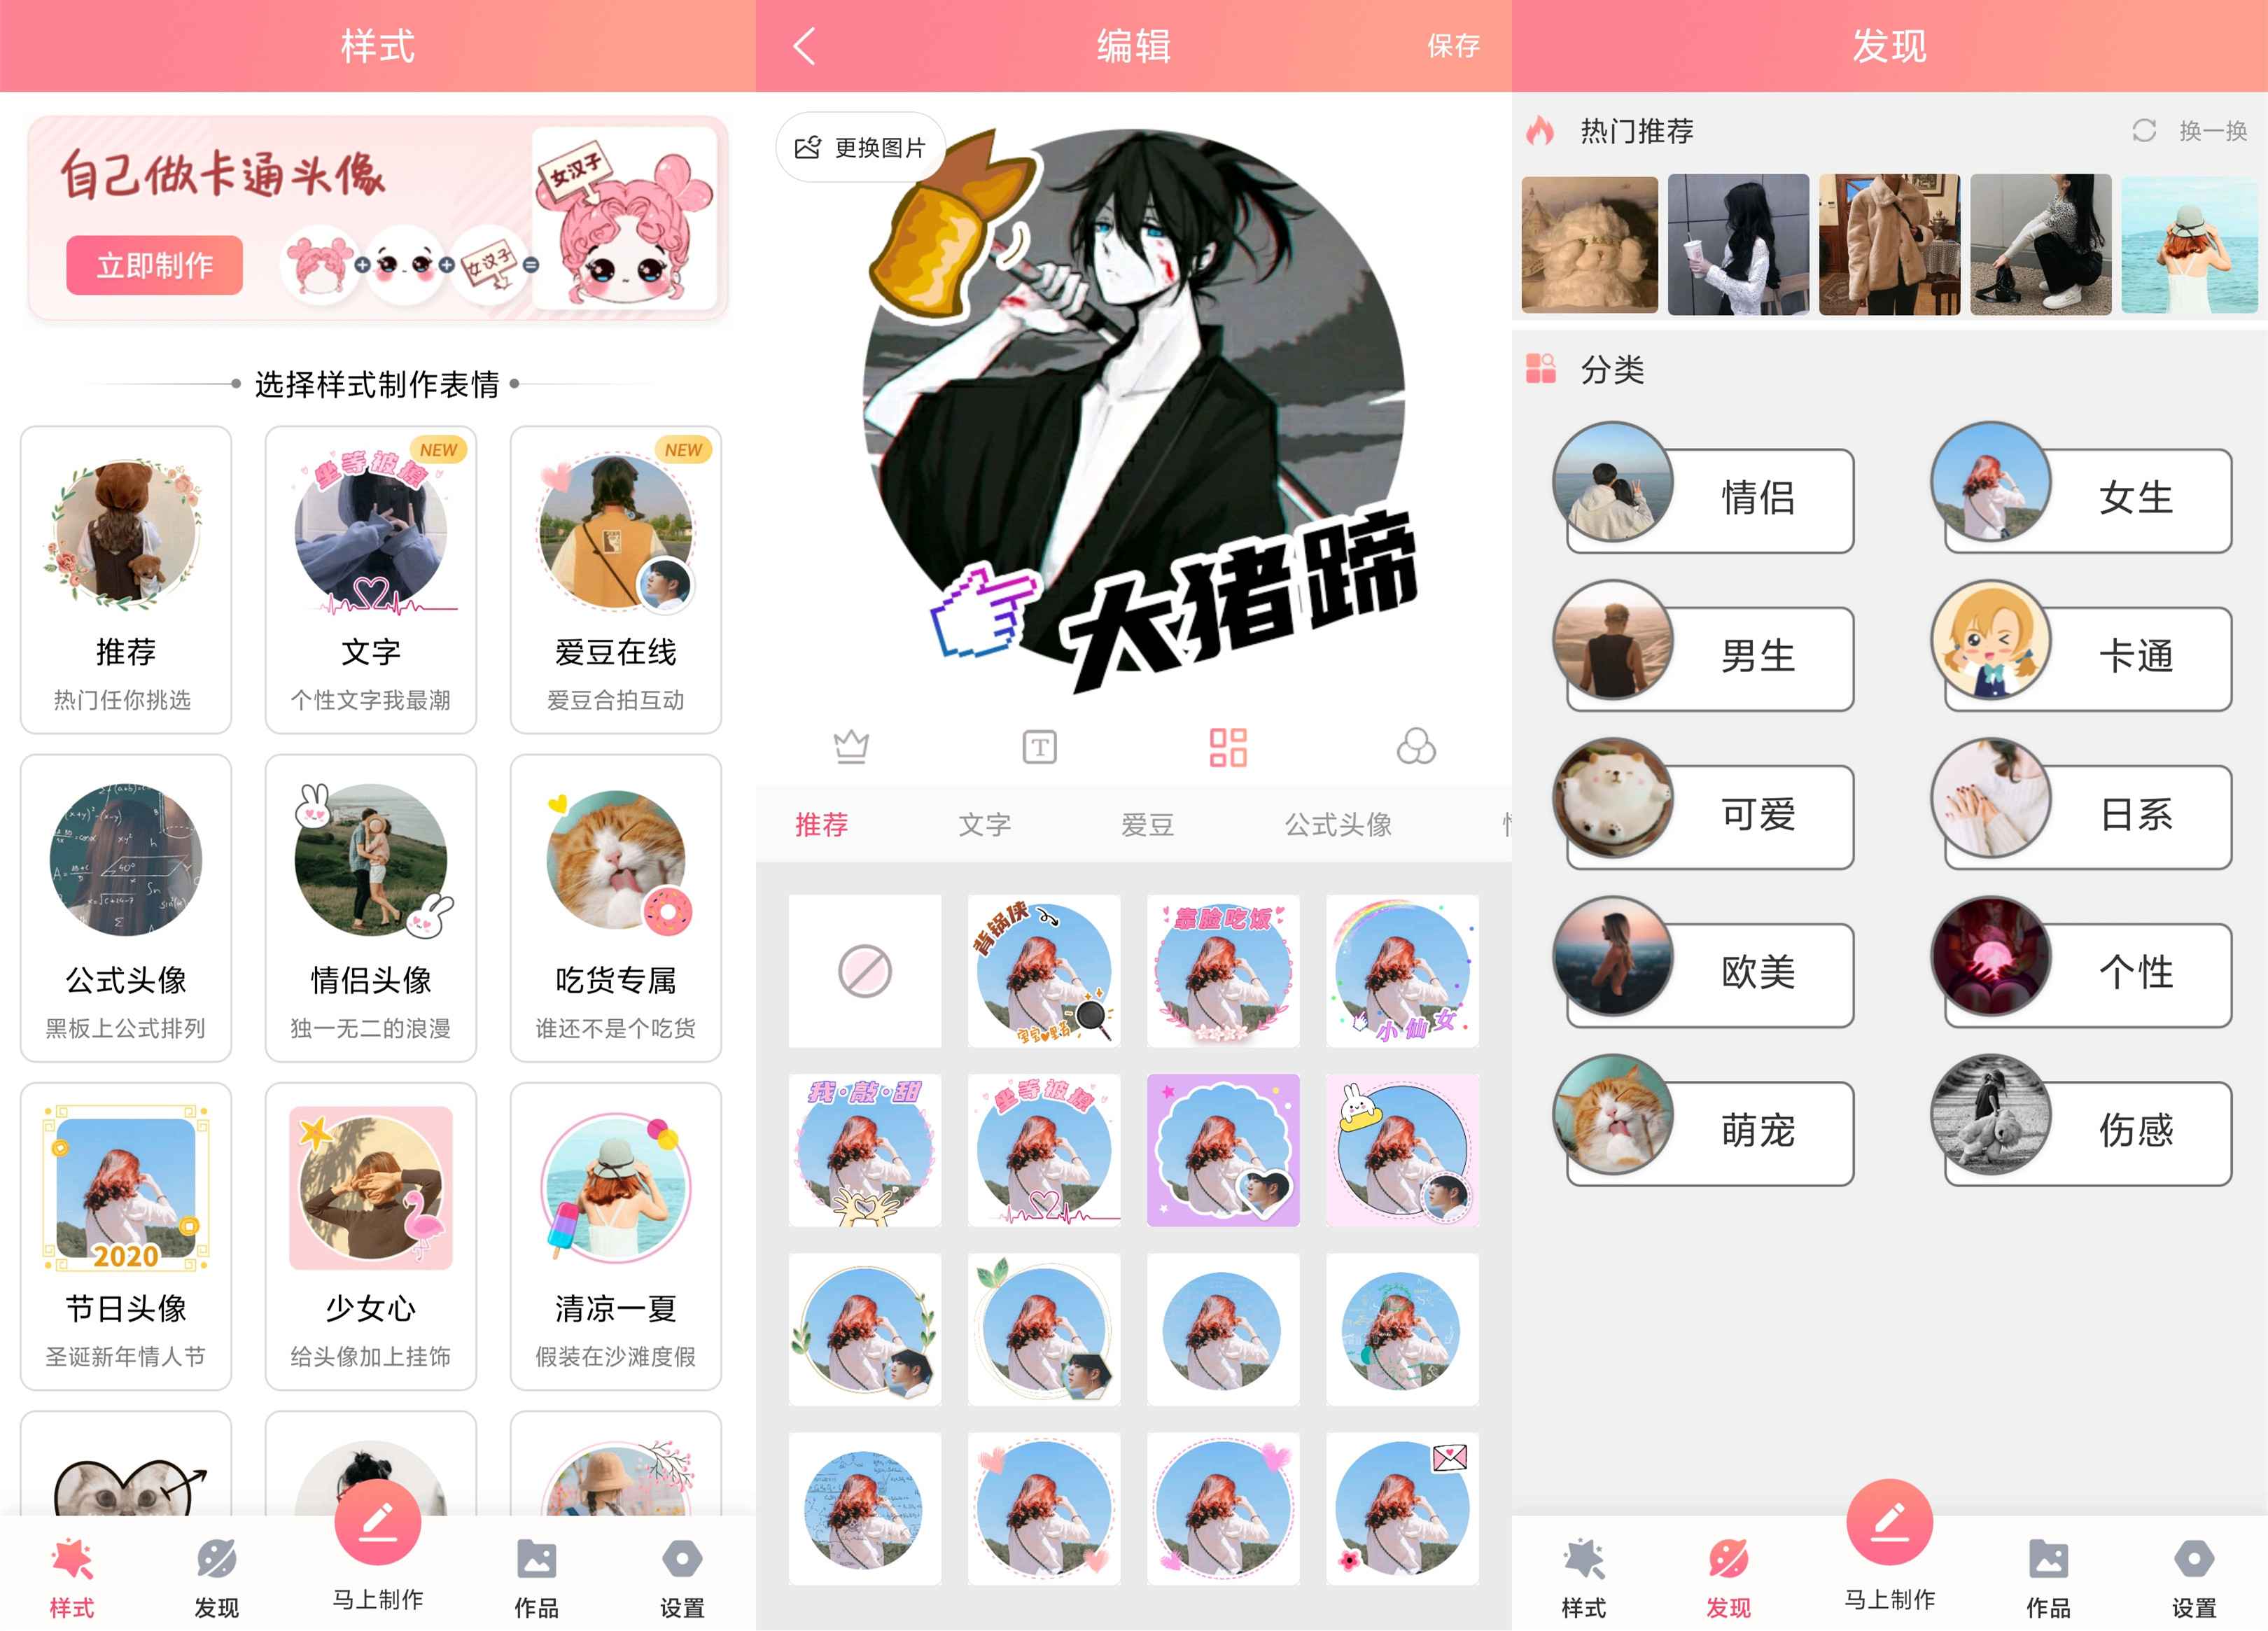 样式
自己做卡通头像
立即制作
女汉子
女汉子
选择样式制作表情
NEW
坐等被撩
推荐
热门任你挑选
文字
个性文字我最潮
NEW
爱豆在线
爱豆合拍互动
公式头像
黑板上公式排列
情侣头像
独一无二的浪漫
吃货专属
谁还不是个吃货
2020
节日头像
圣诞新年情人节
少女心
给头像加上挂饰
清凉一夏
假装在沙滩度假
样式
发现
马上制作
作品
设置
编辑
保存
更换图片
大猪蹄
T
推荐
文字
爱豆
公式头像
背锅侠
靠脸吃饭
小仙女
我·敲·甜
坐等被撩
发现
热门推荐
换一换
分类
情侣
女生
男生
卡通
可爱
日系
欧美
个性
萌宠
伤感
样式
发现
马上制作
作品
设置